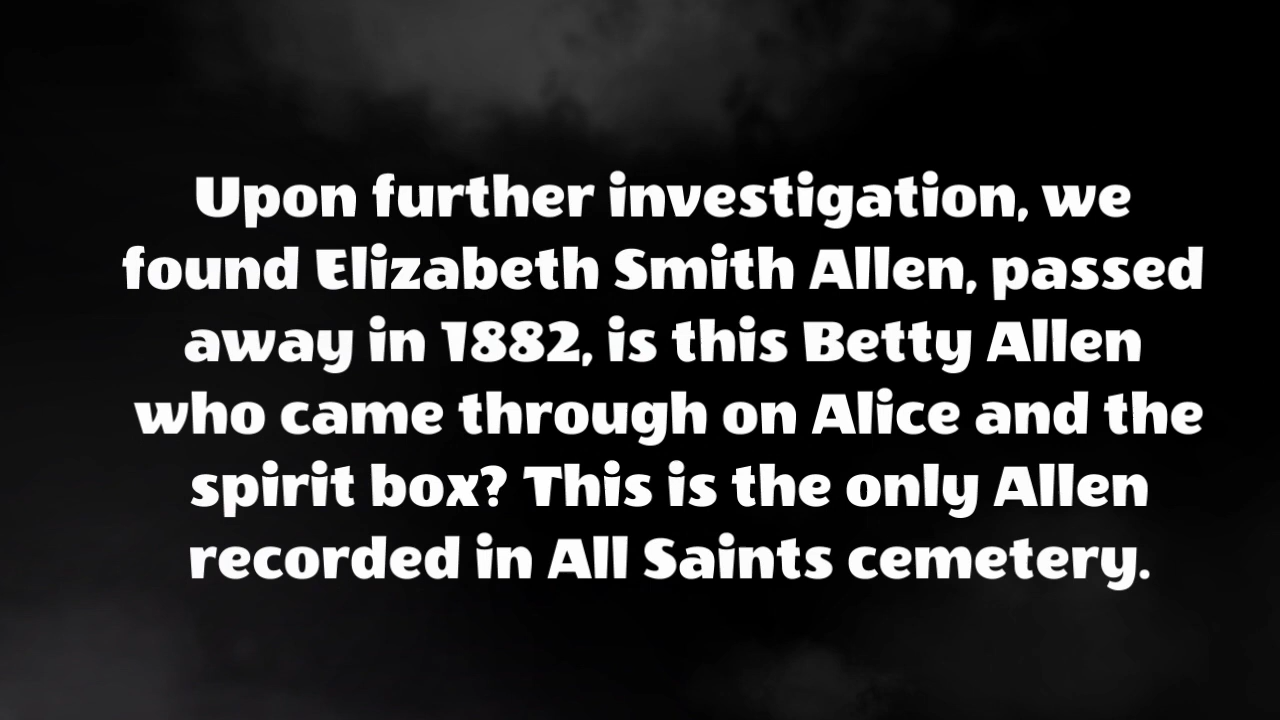 Upon further investigation, we
found Elizabeth Smith Allen, passed
away in 1882, is this Betty Allen
who came through on Alice and the
spirit box? This is the only Allen
recorded in All Saints cemetery.